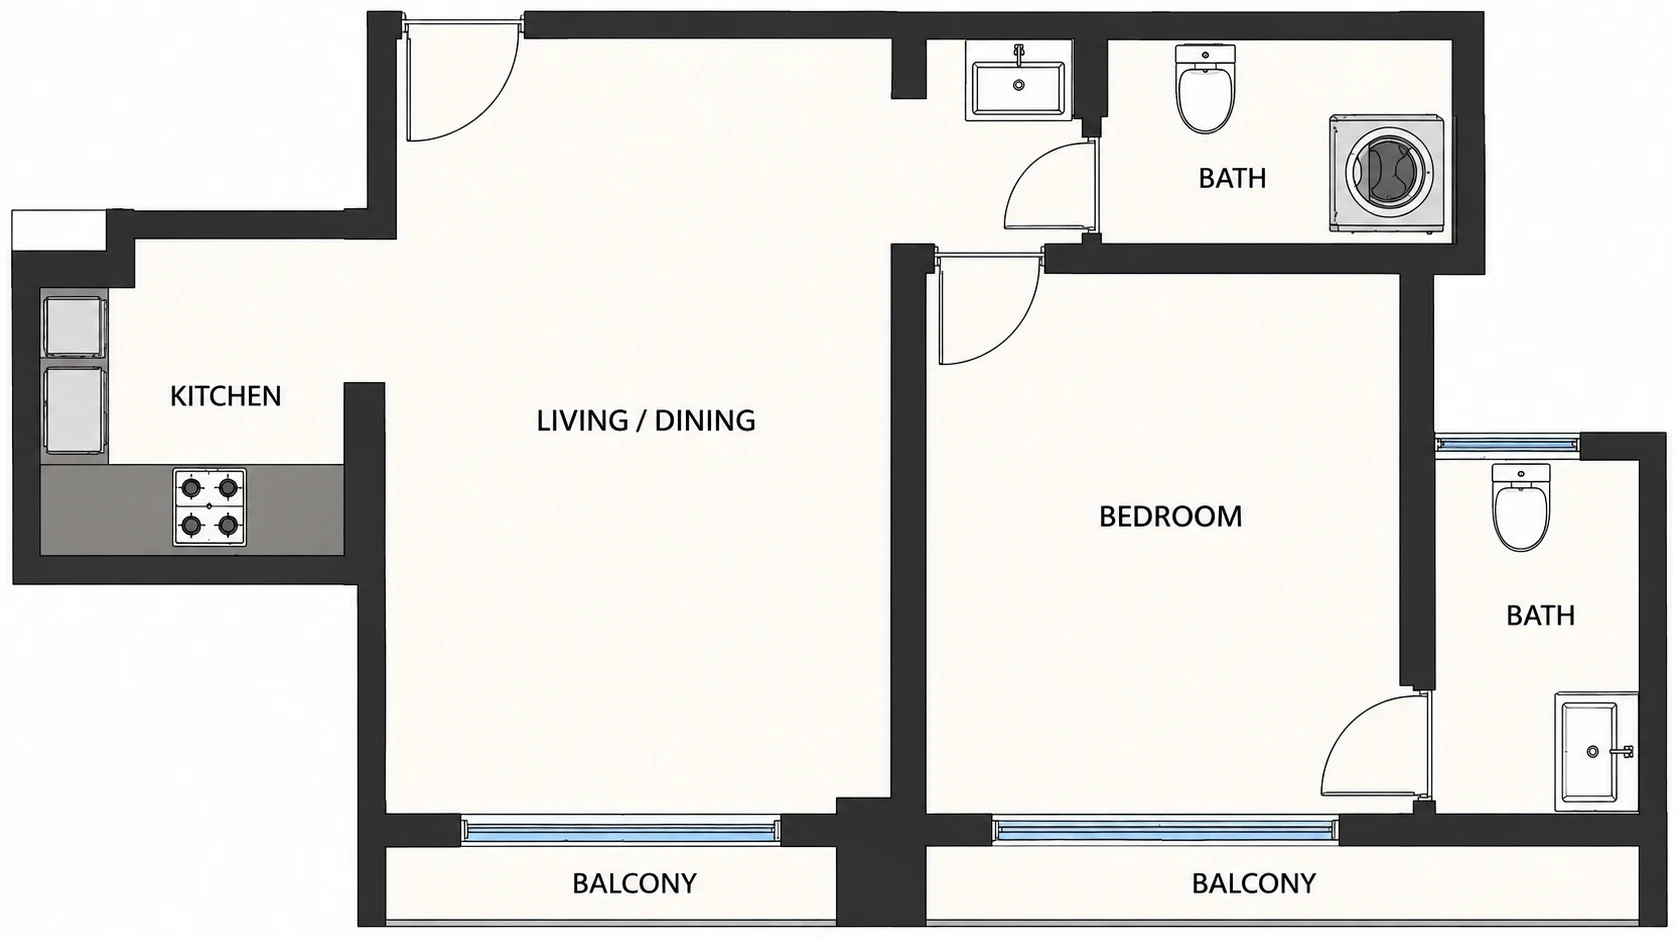 BATH
KITCHEN
LIVING / DINING
BEDROOM
BATH
BALCONY
BALCONY